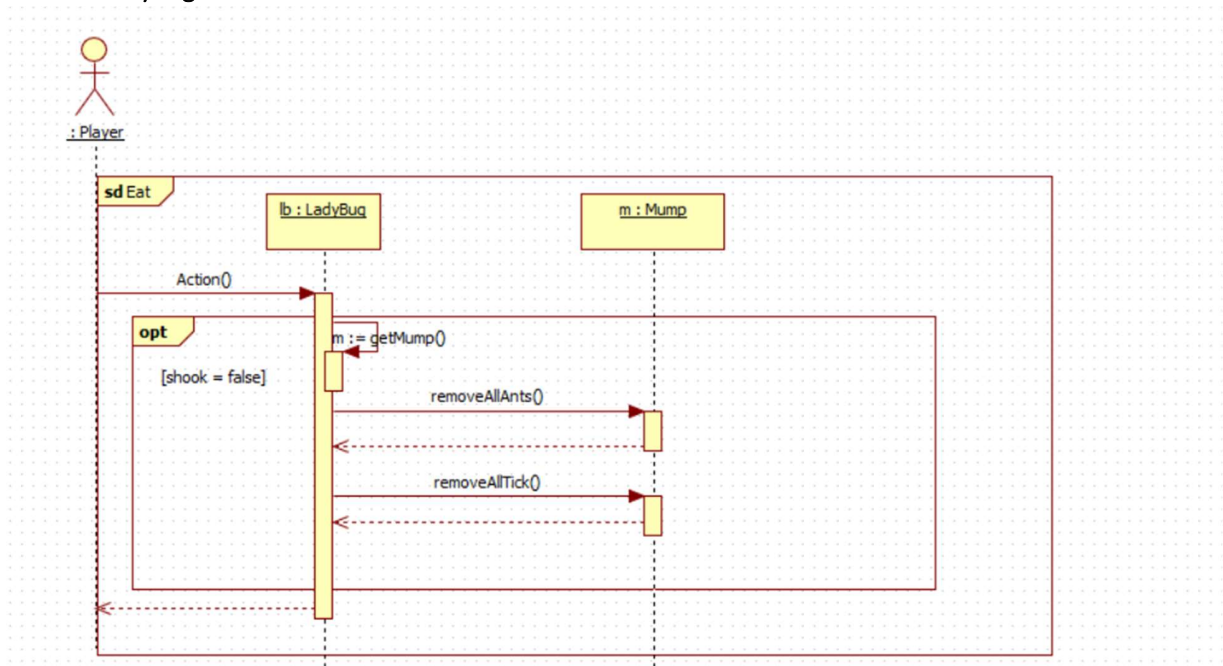 : Player
sd Eat
lb : LadyBug
m : Mump
Action()
opt
m := getMump()
[shook = false]
removeAllAnts()
removeAllTick()